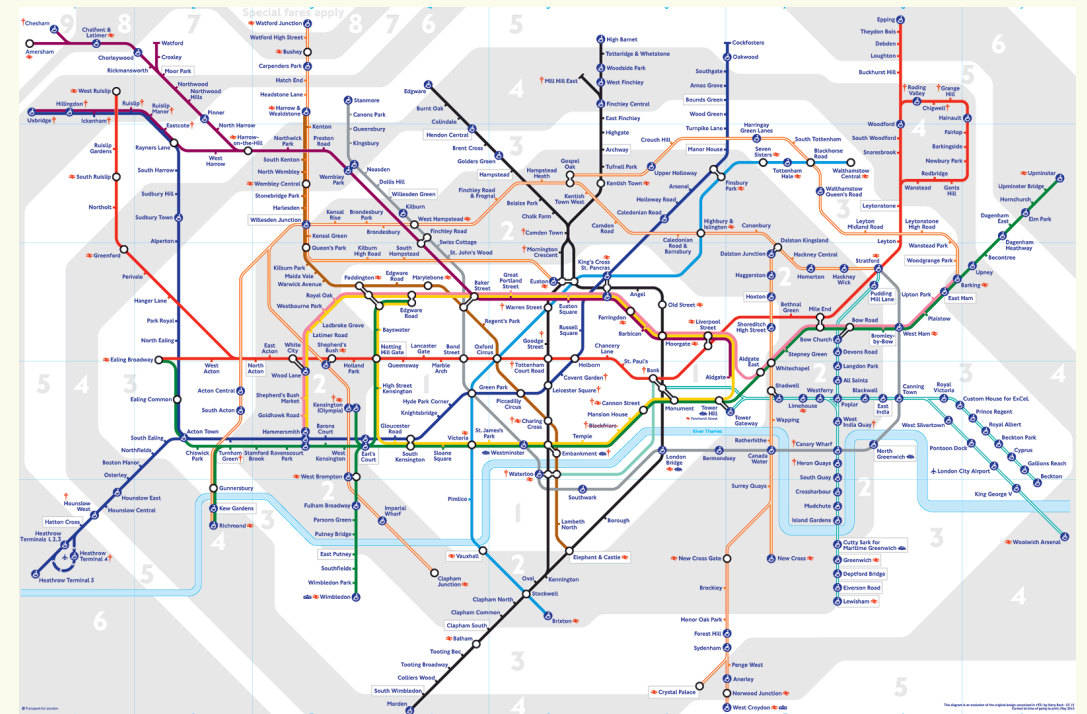 Special fares apply
9
8
7
8
7
6
5
6
†Chesham
Chalfont &
Latimer
Amersham
Chorleywood
Rickmansworth
Watford
Croxley
Moor Park
Northwood
Northwood
Hills
Pinner
North Harrow
Harrow-
on-the-Hill
Northwick
Park
Preston
Road
Wembley
Park
West Ruislip
Hillingdon†
Uxbridge†
Ickenham†
Ruislip†
Ruislip
Manor†
Eastcote†
Rayners Lane
West
Harrow
Ruislip
Gardens
South Ruislip
Northolt
Greenford
Perivale
Hanger Lane
South Harrow
Sudbury Hill
Sudbury Town
Alperton
Park Royal
North Ealing
Ealing Broadway
Ealing Common
West
Acton
North
Acton
East
Acton
White
City
Watford Junction
Watford High Street
Bushey
Carpenders Park
Hatch End
Headstone Lane
Harrow &
Wealdstone
Kenton
South Kenton
North Wembley
Wembley Central
Stonebridge Park
Harlesden
Willesden Junction
Kensal Green
Queen's Park
Kilburn Park
Maida Vale
Warwick Avenue
Stanmore
Canons Park
Queensbury
Kingsbury
Neasden
Dollis Hill
Willesden Green
Kilburn
West Hampstead
Finchley Road
Swiss Cottage
St. John's Wood
Kensal
Rise
Brondesbury
Park
Brondesbury
Kilburn
High Road
South
Hampstead
Finchley Road
& Frognal
Edgware
Burnt Oak
Colindale
Hendon Central
Brent Cross
Golders Green
Hampstead
Belsize Park
Chalk Farm
†Camden Town
†Mornington
Crescent
Euston
High Barnet
Totteridge & Whetstone
Woodside Park
†Mill Hill East
West Finchley
Finchley Central
East Finchley
Highgate
Archway
Tufnell Park
Kentish Town
Hampstead
Heath
Gospel
Oak
Kentish
Town West
Camden
Road
Cockfosters
Oakwood
Southgate
Arnos Grove
Bounds Green
Wood Green
Turnpike Lane
Manor House
Finsbury
Park
Arsenal
Holloway Road
Caledonian Road
King's Cross
St. Pancras
Crouch Hill
Upper Holloway
Harringay
Green Lanes
South Tottenham
Seven
Sisters
Tottenham
Hale
Blackhorse
Road
Walthamstow
Central
Walthamstow
Queen's Road
Leyton
Midland Road
Leytonstone
High Road
Wanstead Park
Woodgrange Park
Epping
Theydon Bois
Debden
Loughton
Buckhurst Hill
†Roding
Valley
Chigwell†
†Grange
Hill
Hainault
Fairlop
Barkingside
Newbury Park
Gants
Hill
Redbridge
Wanstead
Woodford
South Woodford
Snaresbrook
Leytonstone
Leyton
Stratford
Upminster
Upminster Bridge
Hornchurch
Elm Park
Dagenham
East
Dagenham
Heathway
Becontree
Upney
Barking
East Ham
Upton Park
Plaistow
West Ham
Highbury &
Islington
Canonbury
Caledonian
Road &
Barnsbury
Dalston Kingsland
Dalston Junction
Hackney Central
Homerton
Hackney
Wick
Haggerston
Hoxton
Shoreditch
High Street
Bethnal
Green
Mile End
Bow Road
Bow Church
Bromley-
by-Bow
Pudding
Mill Lane
Stepney Green
Devons Road
Langdon Park
All Saints
Poplar
Blackwall
East
India
Canning
Town
Royal
Victoria
Custom House for ExCeL
Prince Regent
Royal Albert
Beckton Park
Cyprus
Gallions Reach
Beckton
West Silvertown
Pontoon Dock
London City Airport
King George V
Woolwich Arsenal
Paddington
Edgware
Road
Marylebone
Baker
Street
Great
Portland
Street
Warren Street
Regent's Park
Euston
Square
Russell
Square
Goodge
Street
Royal Oak
Westbourne Park
Ladbroke Grove
Latimer Road
Edgware
Road
Bayswater
Notting
Hill Gate
Lancaster
Gate
Queensway
Marble
Arch
Bond
Street
Oxford
Circus
Tottenham
Court Road
Holborn
Chancery
Lane
St. Paul's
†Bank
Covent Garden†
Leicester Square†
Shepherd's
Bush
Holland
Park
Wood Lane
Shepherd's Bush
Market
Goldhawk Road
Hammersmith
Kensington
(Olympia)
High Street
Kensington
Hyde Park Corner
Knightsbridge
Green Park
Piccadilly
Circus
†Charing
Cross
Angel
Old Street
Farringdon
Barbican
Moorgate
Liverpool
Street
Aldgate
East
Aldgate
Whitechapel
Monument
Tower
Hill
Fenchurch Street
Tower
Gateway
Shadwell
Limehouse
Westferry
West
India Quay
Wapping
Rotherhithe
Canada
Water
Surrey Quays
Bermondsey
London
Bridge
†Canary Wharf
†Heron Quays
South Quay
Crossharbour
Mudchute
Island Gardens
North
Greenwich
Cutty Sark for
Maritime Greenwich
Greenwich
Deptford Bridge
Elverson Road
Lewisham
New Cross Gate
New Cross
Brockley
Honor Oak Park
Forest Hill
Sydenham
Penge West
Anerley
Crystal Palace
Norwood Junction
West Croydon
†Cannon Street
Mansion House
†Blackfriars
Temple
Embankment
River Thames
St. James's
Park
Westminster
Victoria
Sloane
Square
South
Kensington
Gloucester
Road
Earl's
Court
West
Kensington
Barons
Court
†Waterloo
Southwark
Lambeth
North
Borough
Elephant & Castle
Kennington
Pimlico
Vauxhall
Oval
Stockwell
Brixton
Clapham North
Clapham Common
Clapham South
Balham
Tooting Bec
Tooting Broadway
Colliers Wood
South Wimbledon
Morden
West Brompton
Fulham Broadway
Parsons Green
Putney Bridge
East Putney
Southfields
Wimbledon Park
Wimbledon
Imperial
Wharf
Clapham
Junction
Acton Central
South Acton
Acton Town
South Ealing
Northfields
Boston Manor
Osterley
Hounslow East
Hounslow Central
†
Hounslow
West
Hatton Cross
Heathrow
Terminals 1, 2, 3
Heathrow
Terminal 4†
Heathrow Terminal 5
Chiswick
Park
Turnham
Green†
Stamford
Brook
Ravenscourt
Park
Gunnersbury
Kew Gardens
Richmond
© Transport for London
This diagram is an evolution of the original design conceived in 1931 by Harry Beck